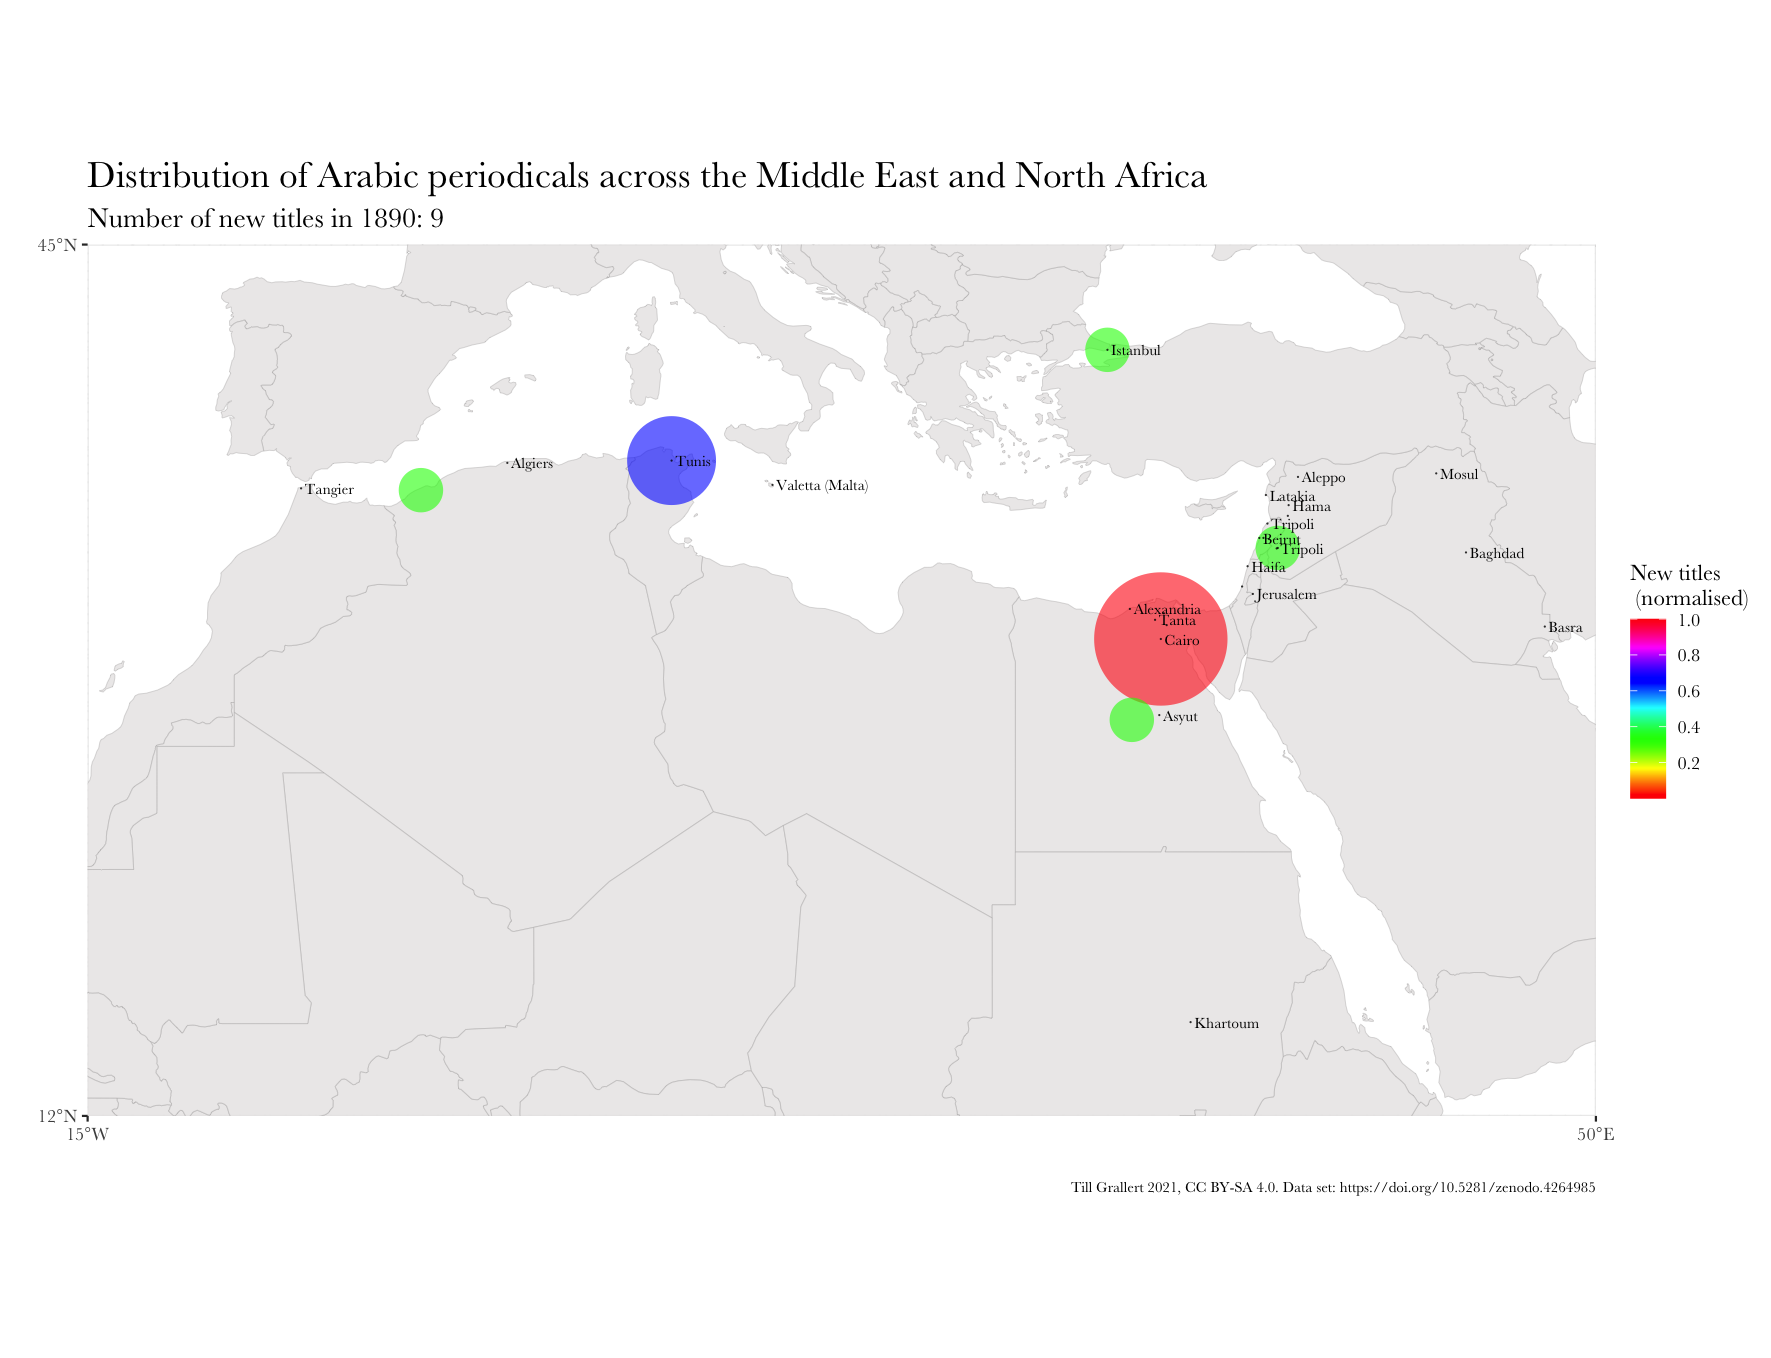 Distribution of Arabic periodicals across the Middle East and North Africa
Number of new titles in 1890: 9
45°N
Istanbul
Algiers
Tunis
Tangier
Valetta (Malta)
Aleppo
Mosul
Latakia
Hama
Tripoli
Beirut
Tripoli
Baghdad
Haifa
Jerusalem
Alexandria
Tanta
Cairo
Basra
Asyut
Khartoum
New titles
(normalised)
1.0
0.8
0.6
0.4
0.2
12°N
15°W
50°E
Till Grallert 2021, CC BY-SA 4.0. Data set: https://doi.org/10.5281/zenodo.4264985